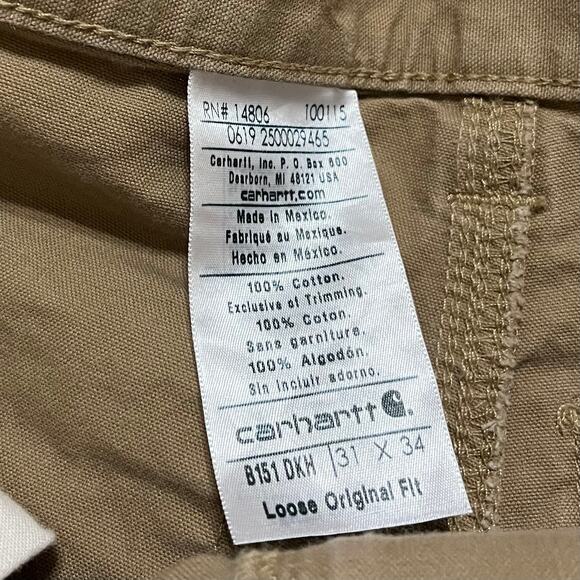 RN# 14806 100115
0619 2500029465
Carhartt, Inc. P. O. Box 600
Dearborn, MI 48121 USA
carhartt.com
Made in Mexico.
Fabriqué au Mexique.
Hecho en México.
100% Cotton.
Exclusive of Trimming.
100% Coton.
Sans garniture.
100% Algodón.
Sin incluir adorno.
carhartt
B151 DKH 31 X 34
Loose Original Fit